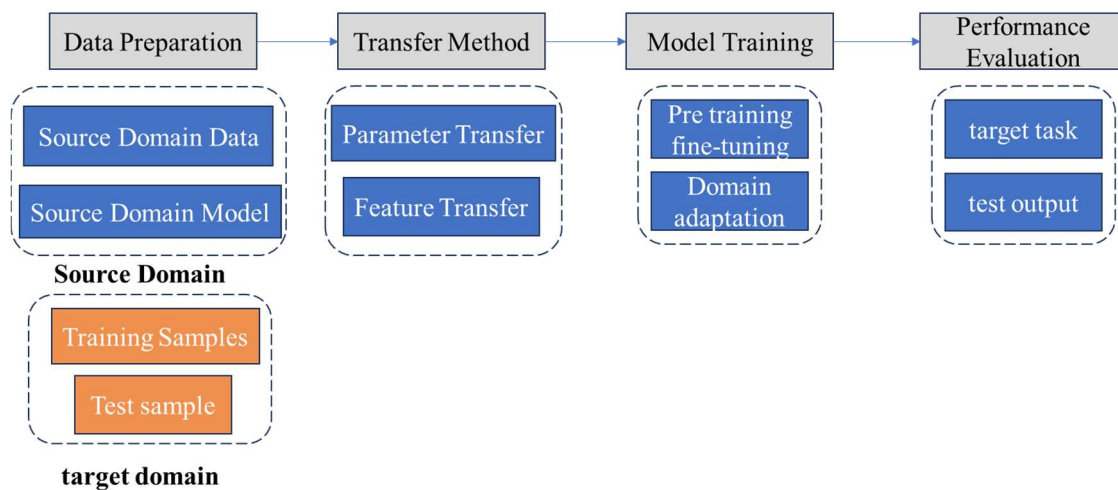 Data Preparation
Transfer Method
Model Training
Performance
Evaluation
Source Domain Data
Source Domain Model
Source Domain
Training Samples
Test sample
target domain
Parameter Transfer
Feature Transfer
Pre training
fine-tuning
Domain
adaptation
target task
test output